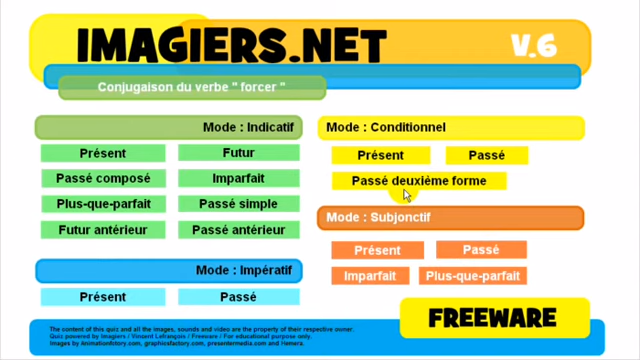 IMAGIERS.NET
V.6
Conjugaison du verbe " forcer "
Mode : Indicatif
Présent
Futur
Passé composé
Imparfait
Plus-que-parfait
Passé simple
Futur antérieur
Passé antérieur
Mode : Impératif
Présent
Passé
Mode : Conditionnel
Présent
Passé
Passé deuxième forme
Mode : Subjonctif
Présent
Passé
Imparfait
Plus-que-parfait
FREEWARE
The content of this quiz and all the images, sounds and video are the property of their respective owner.
Quiz powered by Imagiers / Vincent Lefrançois / Freeware / For educational purpose only.
Images by Animationfctory.com, graphicsfactory.com, presentermedia.com and Hemera.